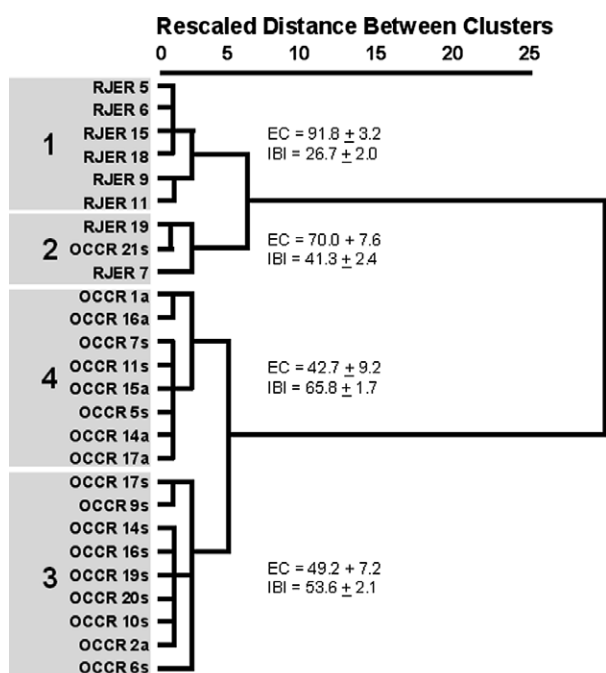 Rescaled Distance Between Clusters
0 5 10 15 20 25
1
RJER 5
RJER 6
RJER 15
RJER 18
RJER 9
RJER 11
EC = 91.8 ± 3.2
IBI = 26.7 ± 2.0
2
RJER 19
OCCR 21s
RJER 7
EC = 70.0 + 7.6
IBI = 41.3 ± 2.4
4
OCCR 1a
OCCR 16a
OCCR 7s
OCCR 11s
OCCR 15a
OCCR 5s
OCCR 14a
OCCR 17a
EC = 42.7 ± 9.2
IBI = 65.8 ± 1.7
3
OCCR 17s
OCCR 9s
OCCR 14s
OCCR 16s
OCCR 19s
OCCR 20s
OCCR 10s
OCCR 2a
OCCR 6s
EC = 49.2 + 7.2
IBI = 53.6 ± 2.1